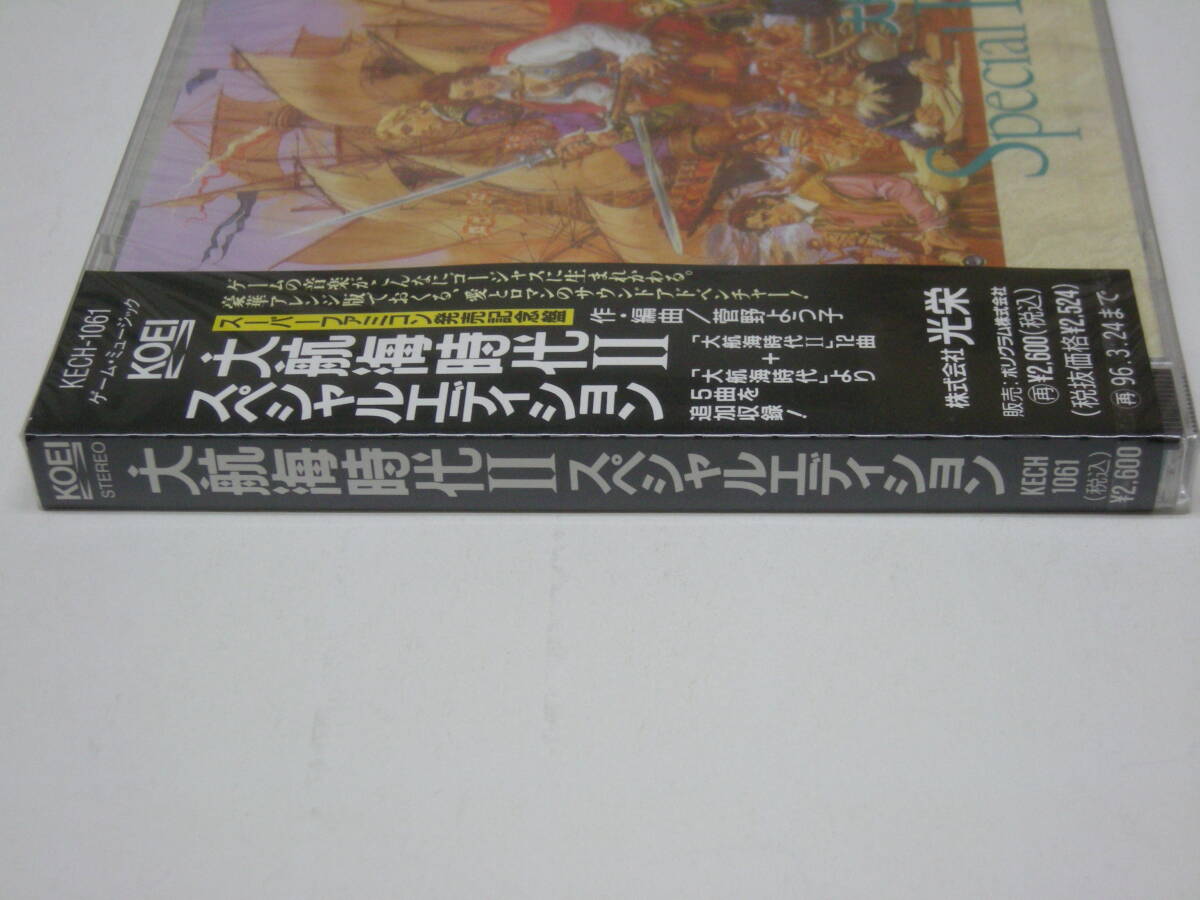 Special
KECH-1061
ゲーム・ミュージック
KOEI
ゲームの音楽がこんなにゴージャスに生まれかわる。
豪華アレンジ版でおくる、愛とロマンのサウンドアドベンチャー!
スーパーファミコン発売記念盤
大航海時代II
スペシャルエディション
作・編曲/菅野よう子
「大航海時代II」12曲
+
「大航海時代」より
5曲を
追加収録!
株式会社 光栄
販売:ポリグラム株式会社
再¥2,600(税込)
(税抜価格¥2,524)
再96.3.24まで
KOEI
STEREO
大航海時代II スペシャルエディション
KECH
1061
(税込)
¥2,600